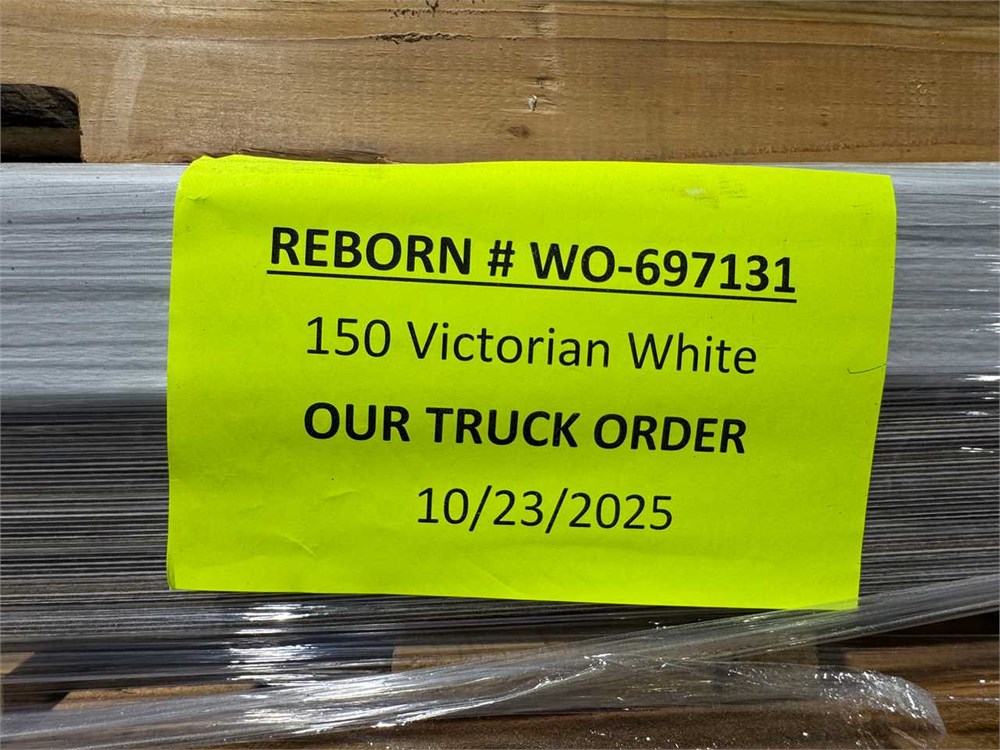 REBORN # WO-697131
150 Victorian White
OUR TRUCK ORDER
10/23/2025